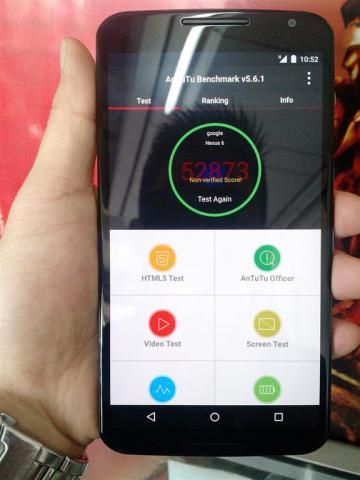 10:52
AnTuTu Benchmark v5.6.1
Test Ranking Info
google
Nexus 6
52873
Non-verified Score!
Test Again
HTML5 Test AnTuTu Officer
Video Test Screen Test